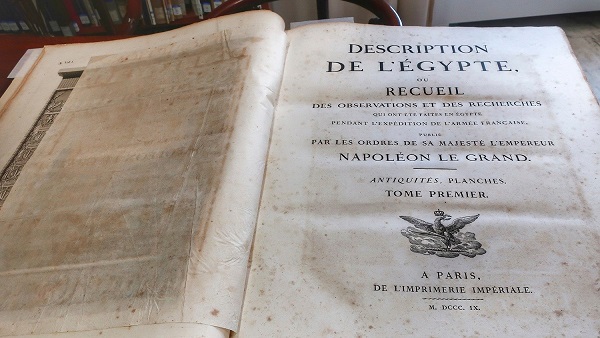 DESCRIPTION
DE L'ÉGYPTE,
OU
RECUEIL
DES OBSERVATIONS ET DES RECHERCHES
QUI ONT ÉTÉ FAITES EN ÉGYPTE
PENDANT L'EXPÉDITION DE L'ARMÉE FRANÇAISE,
PUBLIÉ
PAR LES ORDRES DE SA MAJESTÉ L'EMPEREUR
NAPOLÉON LE GRAND.
ANTIQUITÉS, PLANCHES.
TOME PREMIER.
A PARIS,
DE L'IMPRIMERIE IMPÉRIALE.
M. DCCC. IX.